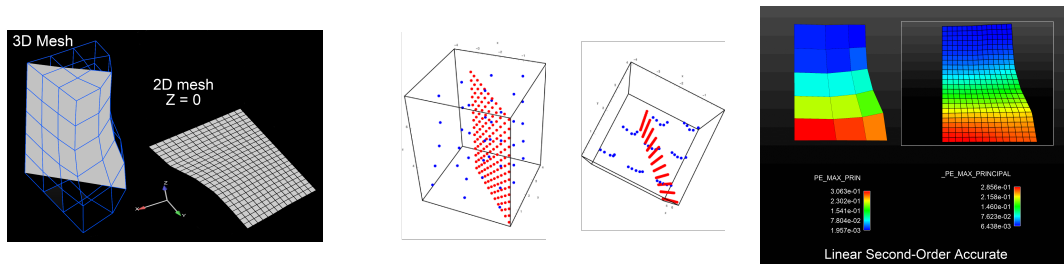 3D Mesh
2D mesh
Z = 0
Z
X
Y
PE_MAX_PRIN
3.063e-01
2.302e-01
1.541e-01
7.804e-02
1.957e-03
_PE_MAX_PRINCIPAL
2.856e-01
2.158e-01
1.460e-01
7.623e-02
6.438e-03
Linear Second-Order Accurate